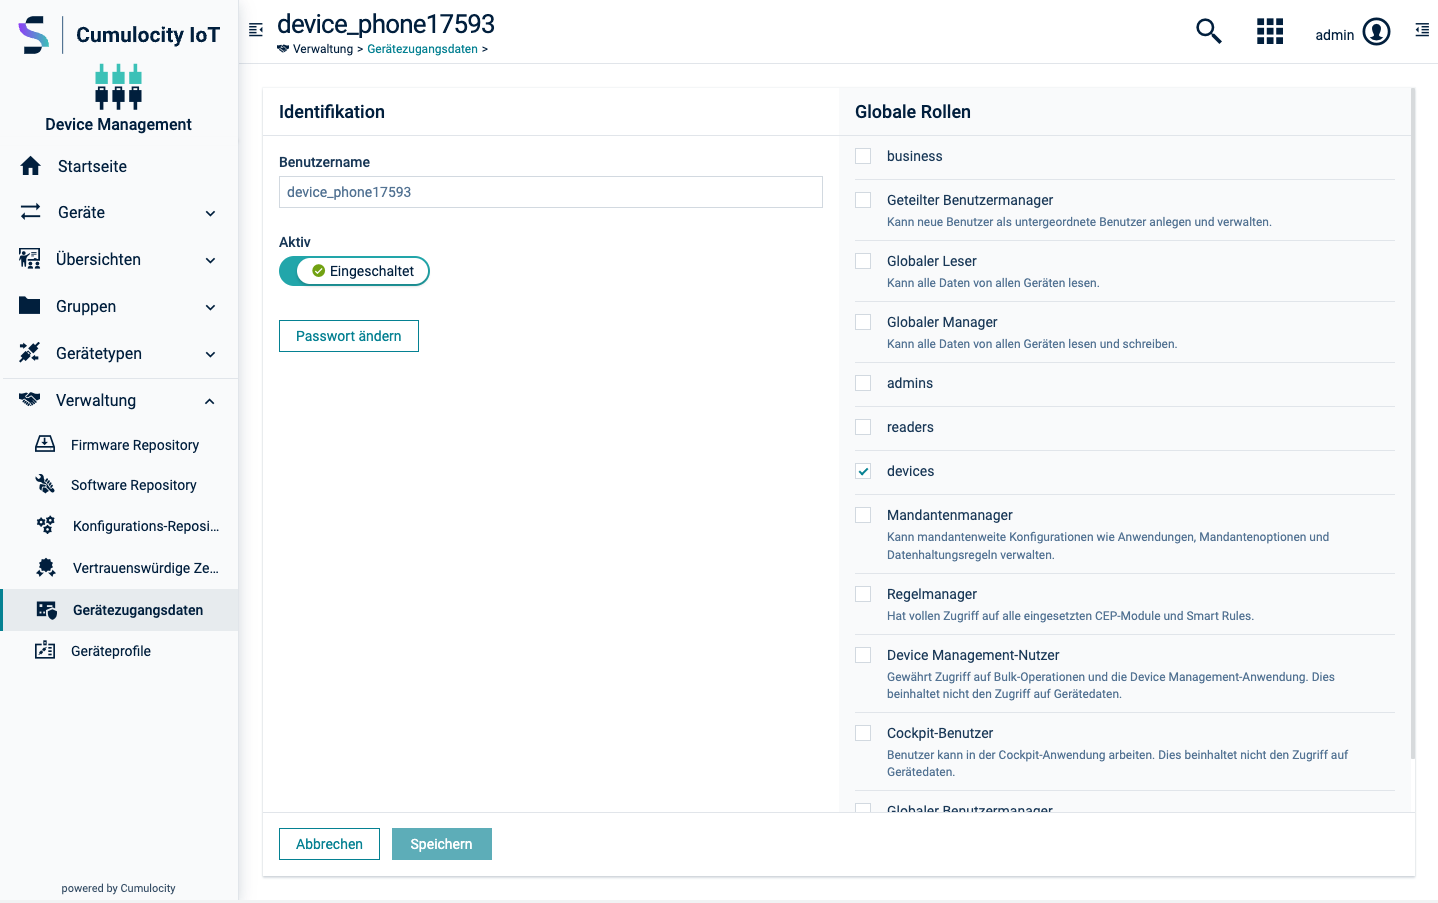 Cumulocity IoT
Device Management
Startseite
Geräte
Übersichten
Gruppen
Gerätetypen
Verwaltung
Firmware Repository
Software Repository
Konfigurations-Reposi...
Vertrauenswürdige Ze...
Gerätezugangsdaten
Geräteprofile
powered by Cumulocity
device_phone17593
Verwaltung > Gerätezugangsdaten >
admin
Identifikation
Benutzername
device_phone17593
Aktiv
Eingeschaltet
Passwort ändern
Globale Rollen
business
Geteilter Benutzermanager
Kann neue Benutzer als untergeordnete Benutzer anlegen und verwalten.
Globaler Leser
Kann alle Daten von allen Geräten lesen.
Globaler Manager
Kann alle Daten von allen Geräten lesen und schreiben.
admins
readers
devices
Mandantenmanager
Kann mandantenweite Konfigurationen wie Anwendungen, Mandantenoptionen und
Datenhaltungsregeln verwalten.
Regelmanager
Hat vollen Zugriff auf alle eingesetzten CEP-Module und Smart Rules.
Device Management-Nutzer
Gewährt Zugriff auf Bulk-Operationen und die Device Management-Anwendung. Dies
beinhaltet nicht den Zugriff auf Gerätedaten.
Cockpit-Benutzer
Benutzer kann in der Cockpit-Anwendung arbeiten. Dies beinhaltet nicht den Zugriff auf
Gerätedaten.
Globaler Benutzermanager
Abbrechen
Speichern